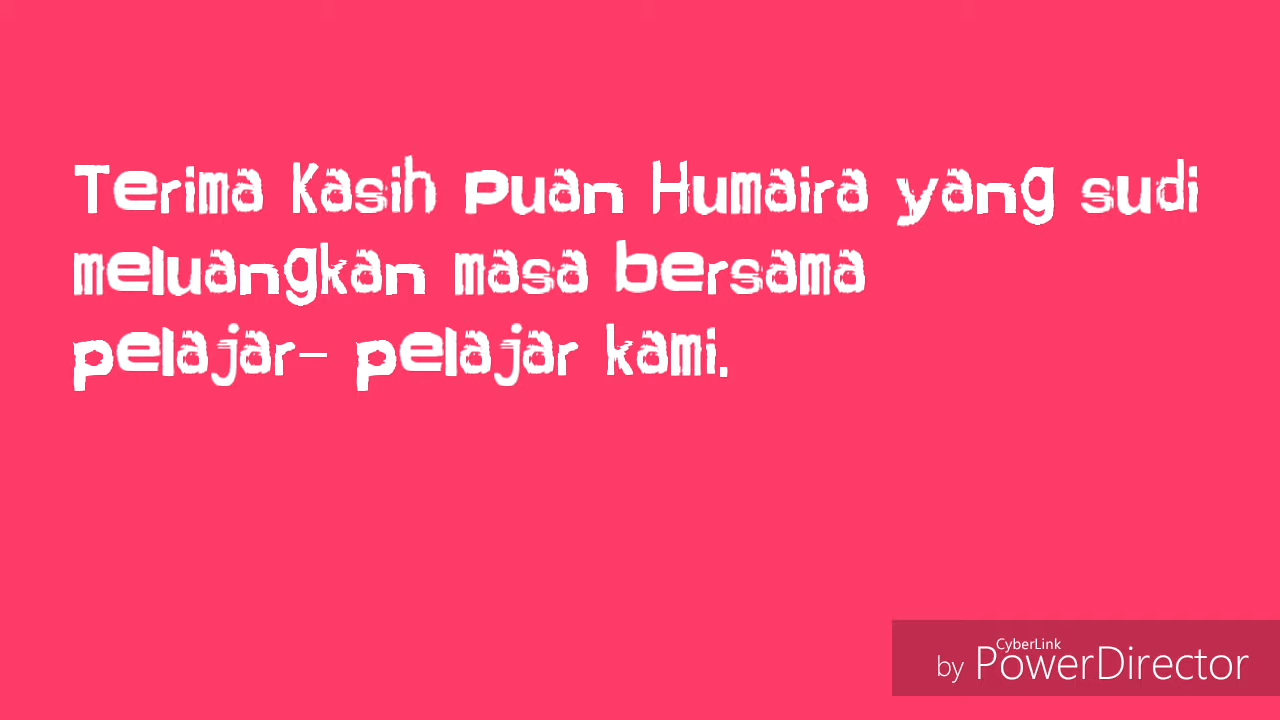 Terima Kasih Puan Humaira yang sudi
meluangkan masa bersama
pelajar- pelajar kami.
CyberLink
by PowerDirector